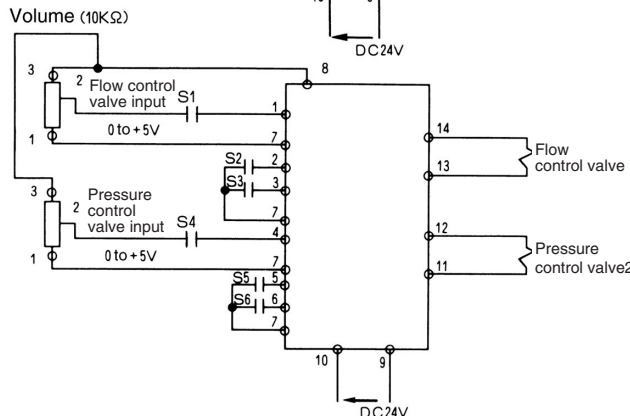 DC24V
Volume (10KΩ)
3
2 Flow control
valve input
S1
0 to +5V
1
8
1
7
S2
2
S3
3
7
3
2
Pressure
control
valve input
S4
4
0 to +5V
1
7
S5
5
S6
6
7
14
Flow
13
control valve
12
Pressure
11
control valve2
10
9
DC24V